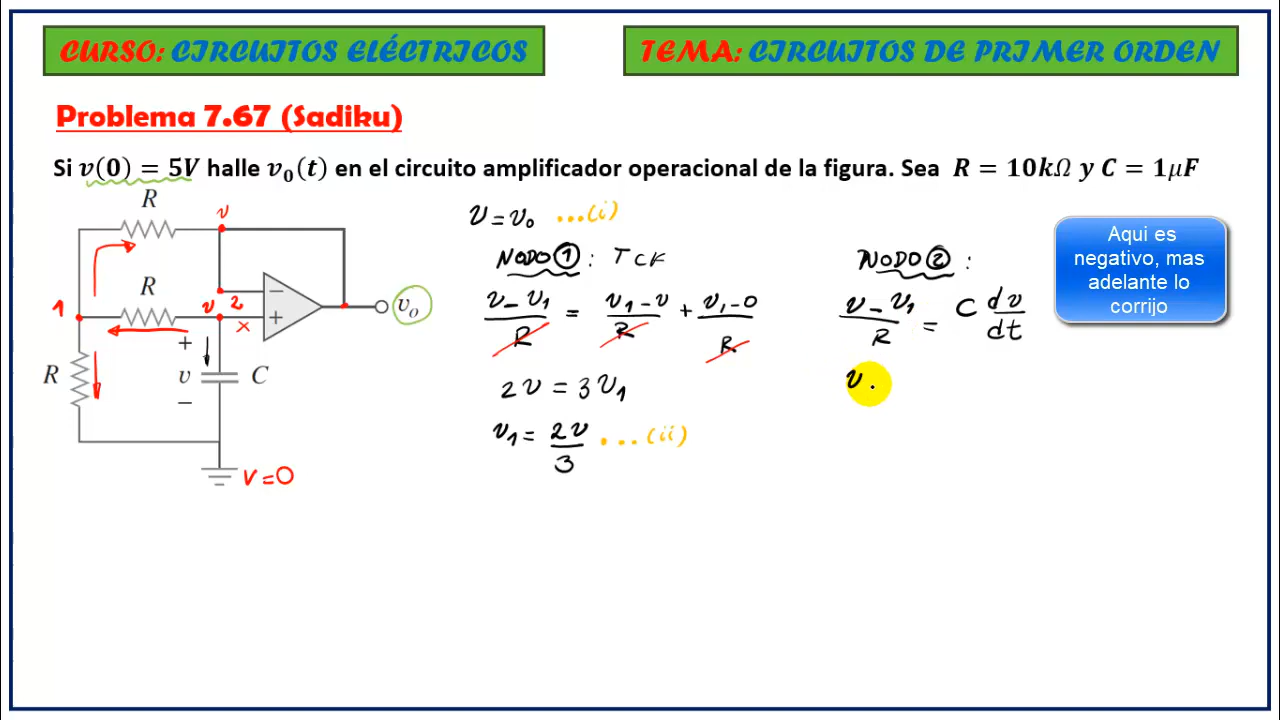 CURSO: CIRCUITOS ELÉCTRICOS
TEMA: CIRCUITOS DE PRIMER ORDEN
Problema 7.67 (Sadiku)
Si v(0) = 5V halle v₀(t) en el circuito amplificador operacional de la figura. Sea R = 10kΩ y C = 1μF
R
v
R
1
v 2
x
−
+
vₒ
R
+
v
−
C
V=0
v = v₀ ...(i)
NODO ① : TCK
(v - v₁)/R = (v₁ - v)/R + (v₁ - 0)/R
2v = 3v₁
v₁ = 2v/3 ...(ii)
NODO ② :
(v - v₁)/R = C dv/dt
v.
Aqui es
negativo, mas
adelante lo
corrijo